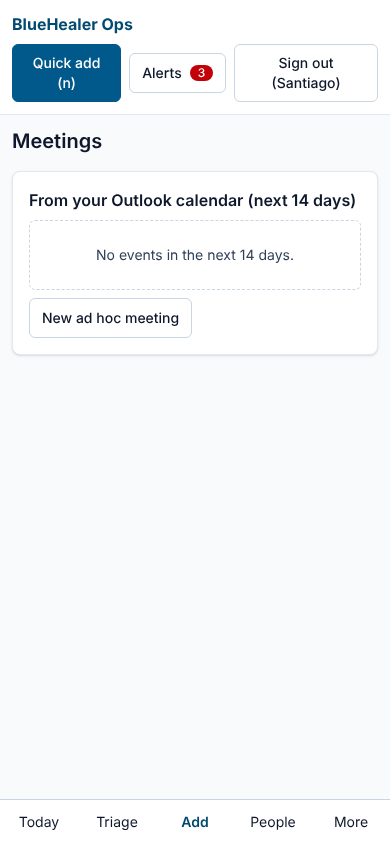 BlueHealer Ops
Quick add
(n)
Alerts 3
Sign out
(Santiago)
Meetings
From your Outlook calendar (next 14 days)
No events in the next 14 days.
New ad hoc meeting
Today Triage Add People More